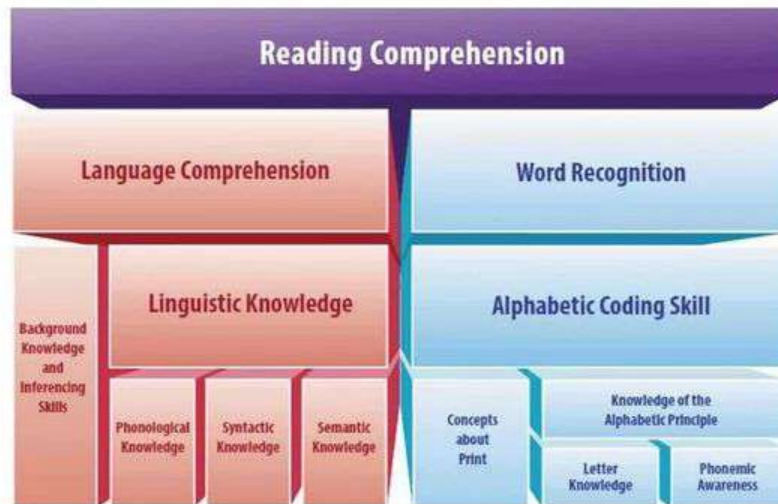 Reading Comprehension
Language Comprehension
Word Recognition
Background
Knowledge
and
Inferencing
Skills
Linguistic Knowledge
Alphabetic Coding Skill
Phonological
Knowledge
Syntactic
Knowledge
Semantic
Knowledge
Concepts
about
Print
Knowledge of the
Alphabetic Principle
Letter
Knowledge
Phonemic
Awareness